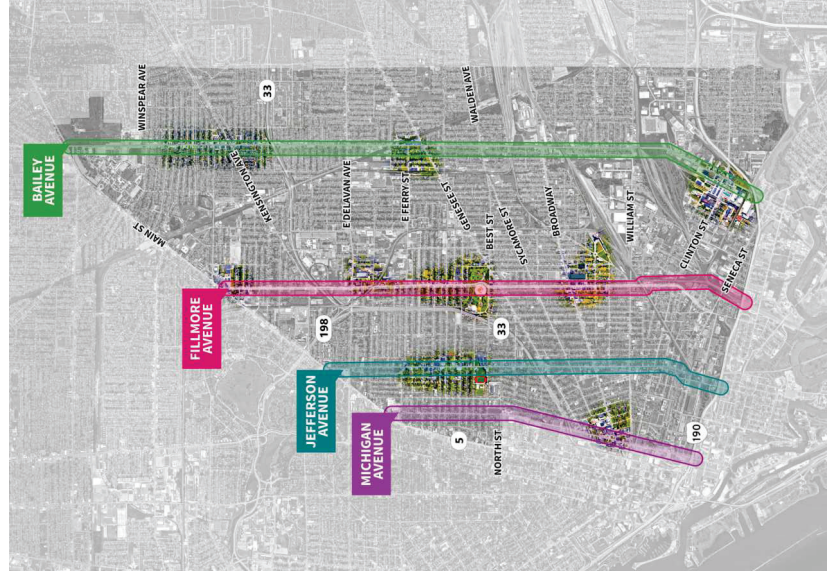 BAILEY
AVENUE
WINSPEAR AVE
33
KENSINGTON AVE
MAIN ST
E DELAVAN AVE
E FERRY ST
GENESEE ST
WALDEN AVE
BEST ST
SYCAMORE ST
BROADWAY
WILLIAM ST
CLINTON ST
SENECA ST
FILLMORE
AVENUE
198
33
JEFFERSON
AVENUE
MICHIGAN
AVENUE
5
NORTH ST
190